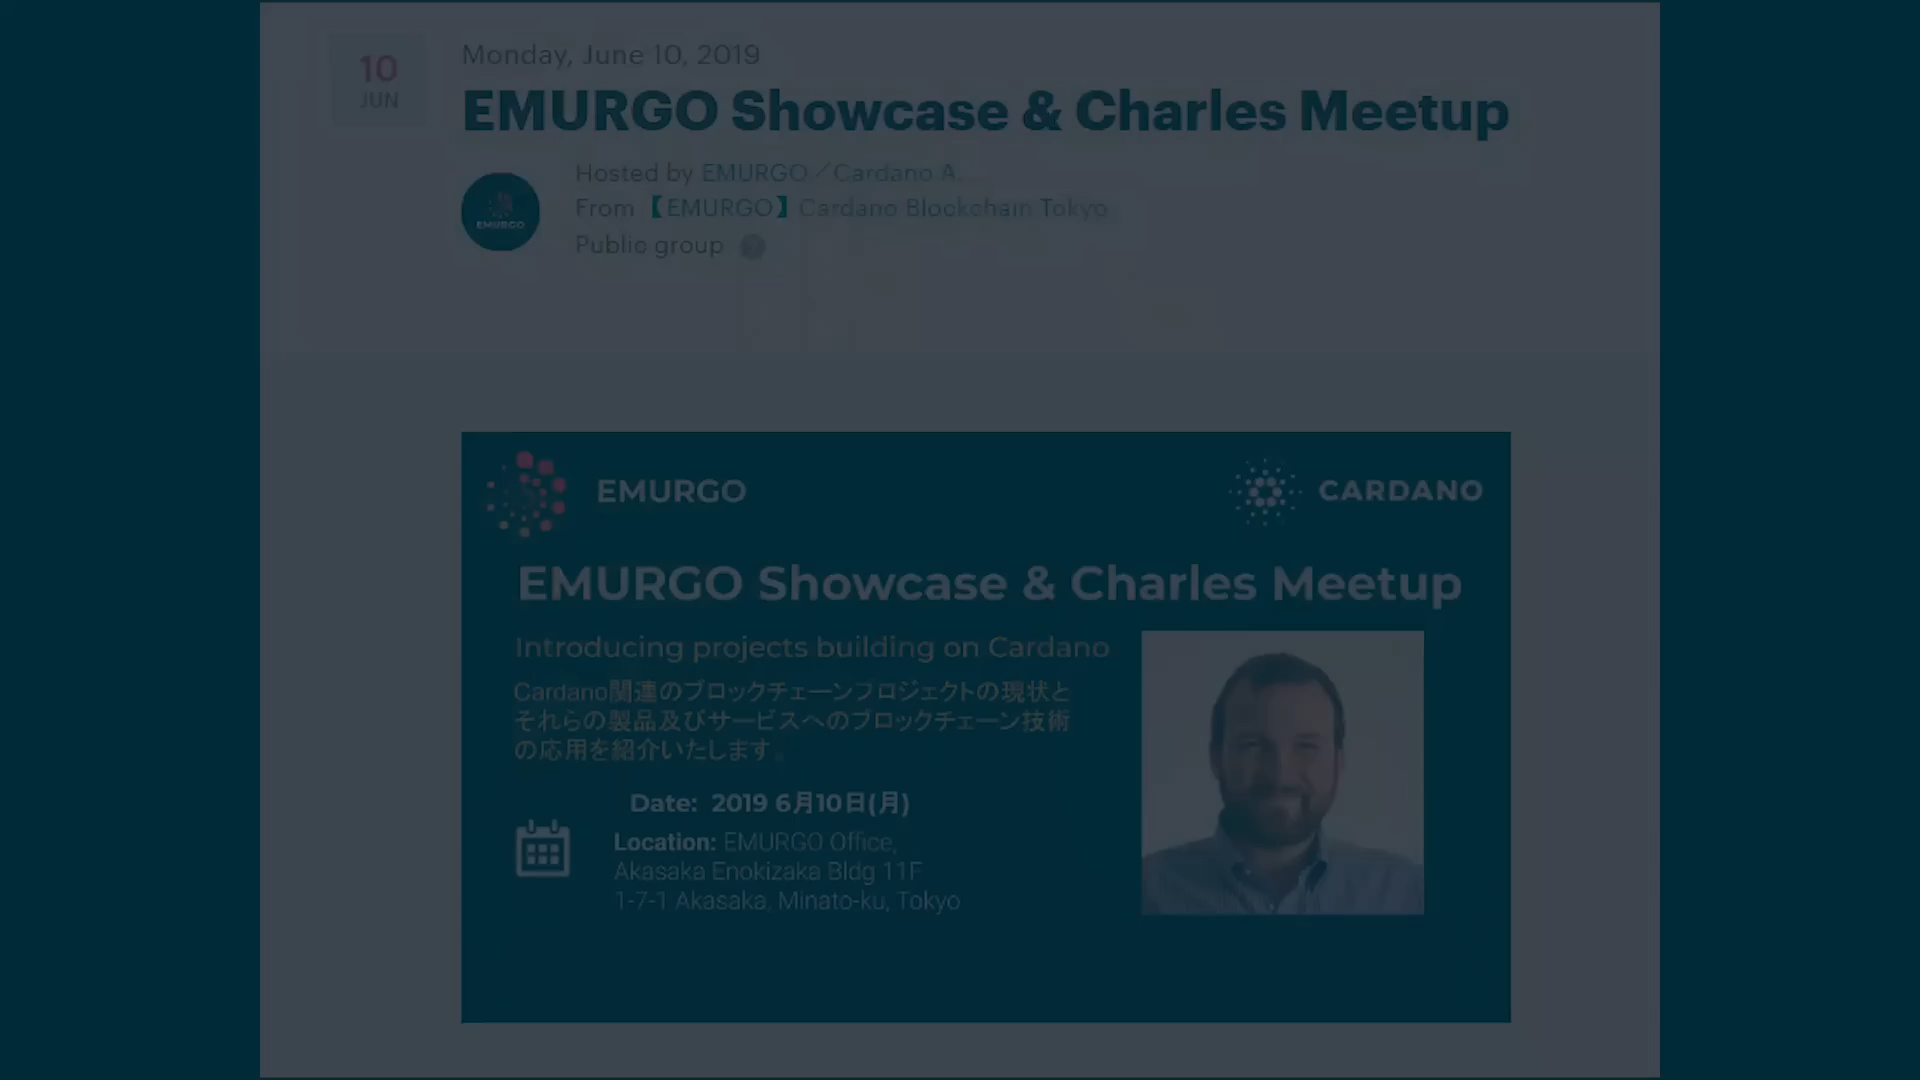 10
JUN
Monday, June 10, 2019
EMURGO Showcase & Charles Meetup
EMURGO
Hosted by EMURGO／Cardano A.
From 【EMURGO】Cardano Blockchain Tokyo
Public group
?
EMURGO
CARDANO
EMURGO Showcase & Charles Meetup
Introducing projects building on Cardano
Cardano関連のブロックチェーンプロジェクトの現状と
それらの製品及びサービスへのブロックチェーン技術
の応用を紹介いたします。
Date: 2019 6月10日(月)
Location: EMURGO Office,
Akasaka Enokizaka Bldg 11F
1-7-1 Akasaka, Minato-ku, Tokyo